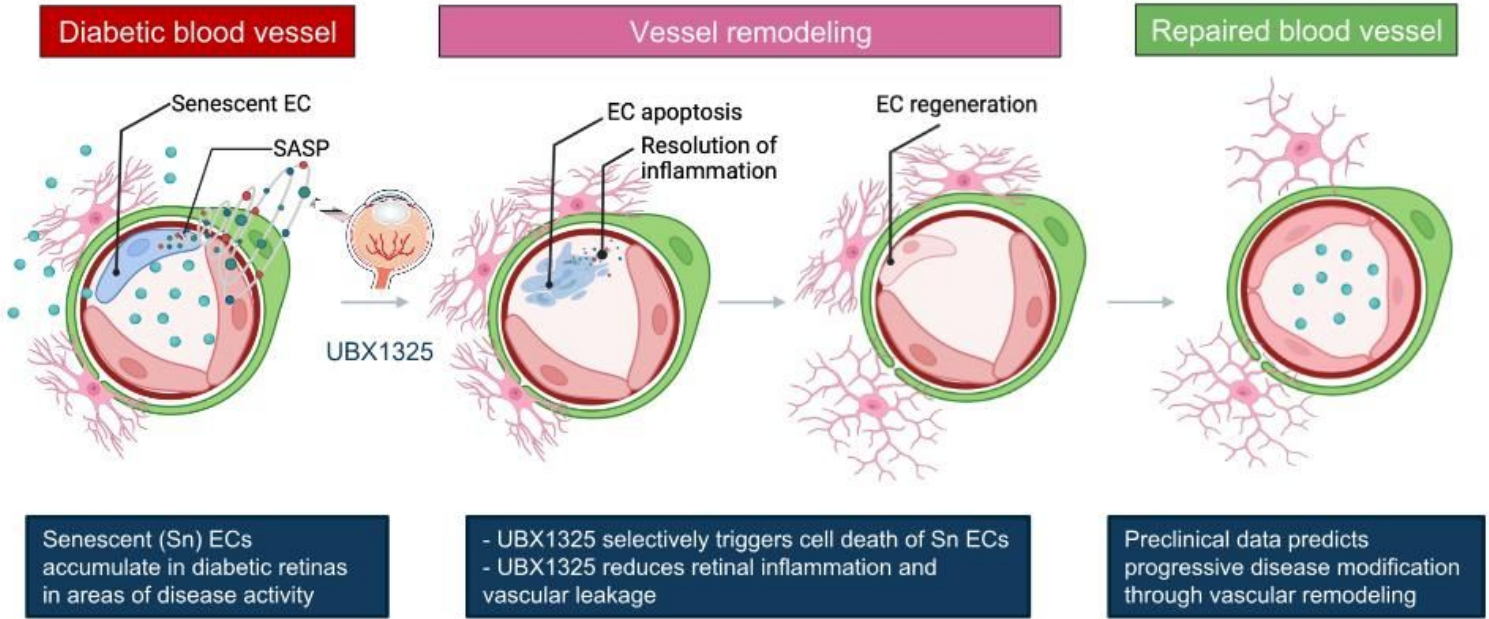 Diabetic blood vessel
Vessel remodeling
Repaired blood vessel
Senescent EC
SASP
UBX1325
EC apoptosis
Resolution of
inflammation
EC regeneration
Senescent (Sn) ECs
accumulate in diabetic retinas
in areas of disease activity
- UBX1325 selectively triggers cell death of Sn ECs
- UBX1325 reduces retinal inflammation and
vascular leakage
Preclinical data predicts
progressive disease modification
through vascular remodeling